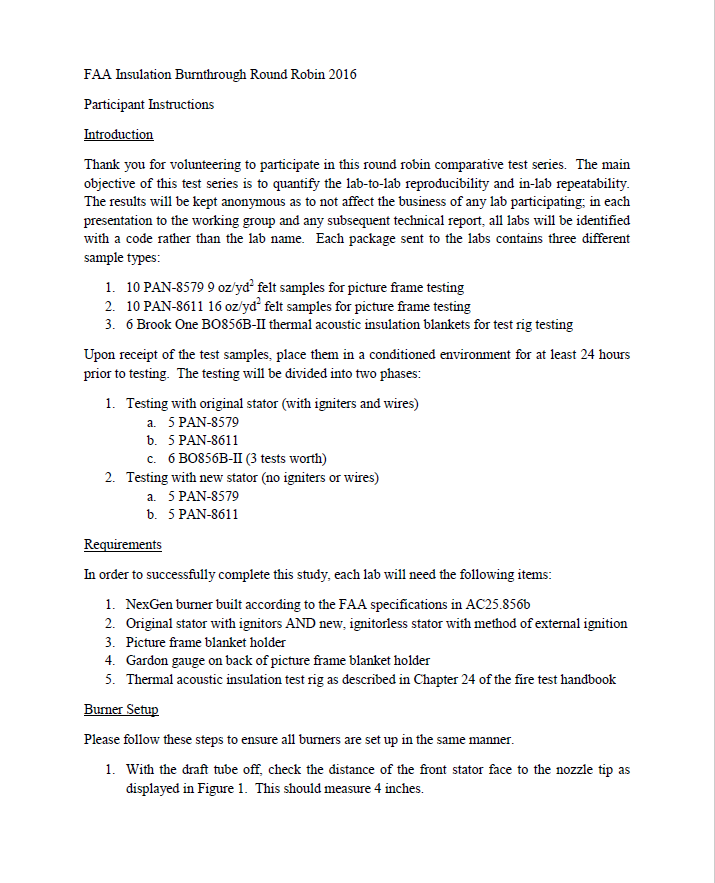 FAA Insulation Burnthrough Round Robin 2016
Participant Instructions
Introduction
Thank you for volunteering to participate in this round robin comparative test series. The main
objective of this test series is to quantify the lab-to-lab reproducibility and in-lab repeatability.
The results will be kept anonymous as to not affect the business of any lab participating; in each
presentation to the working group and any subsequent technical report, all labs will be identified
with a code rather than the lab name. Each package sent to the labs contains three different
sample types:
1. 10 PAN-8579 9 oz/yd² felt samples for picture frame testing
2. 10 PAN-8611 16 oz/yd² felt samples for picture frame testing
3. 6 Brook One BO856B-II thermal acoustic insulation blankets for test rig testing
Upon receipt of the test samples, place them in a conditioned environment for at least 24 hours
prior to testing. The testing will be divided into two phases:
1. Testing with original stator (with igniters and wires)
a. 5 PAN-8579
b. 5 PAN-8611
c. 6 BO856B-II (3 tests worth)
2. Testing with new stator (no igniters or wires)
a. 5 PAN-8579
b. 5 PAN-8611
Requirements
In order to successfully complete this study, each lab will need the following items:
1. NexGen burner built according to the FAA specifications in AC25.856b
2. Original stator with ignitors AND new, ignitorless stator with method of external ignition
3. Picture frame blanket holder
4. Gardon gauge on back of picture frame blanket holder
5. Thermal acoustic insulation test rig as described in Chapter 24 of the fire test handbook
Burner Setup
Please follow these steps to ensure all burners are set up in the same manner.
1. With the draft tube off, check the distance of the front stator face to the nozzle tip as
displayed in Figure 1. This should measure 4 inches.